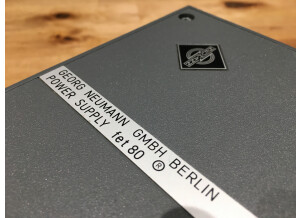 GEORG NEUMANN GMBH BERLIN
POWER SUPPLY fet 80 ®